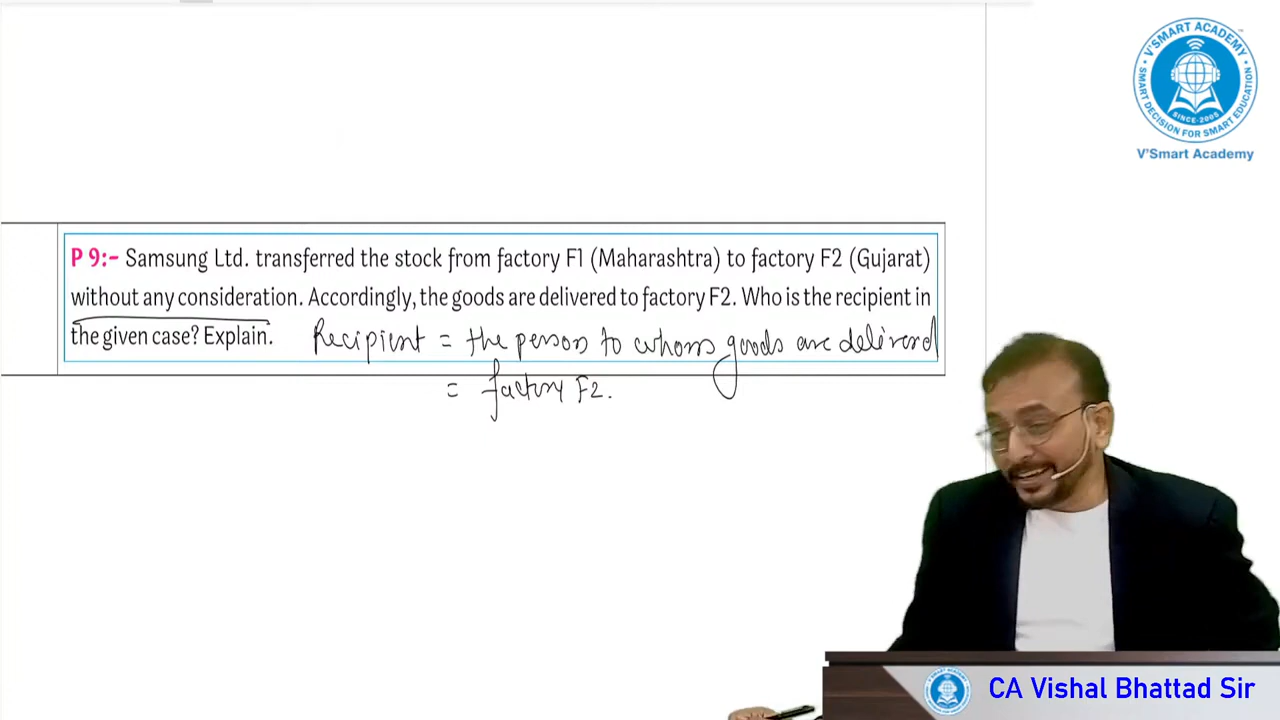 V'SMART ACADEMY
SMART DECISION FOR SMART EDUCATION
SINCE-2005
V'Smart Academy
P 9:- Samsung Ltd. transferred the stock from factory F1 (Maharashtra) to factory F2 (Gujarat)
without any consideration. Accordingly, the goods are delivered to factory F2. Who is the recipient in
the given case? Explain. Recipient = the person to whom goods are delivered
= factory F2.
CA Vishal Bhattad Sir